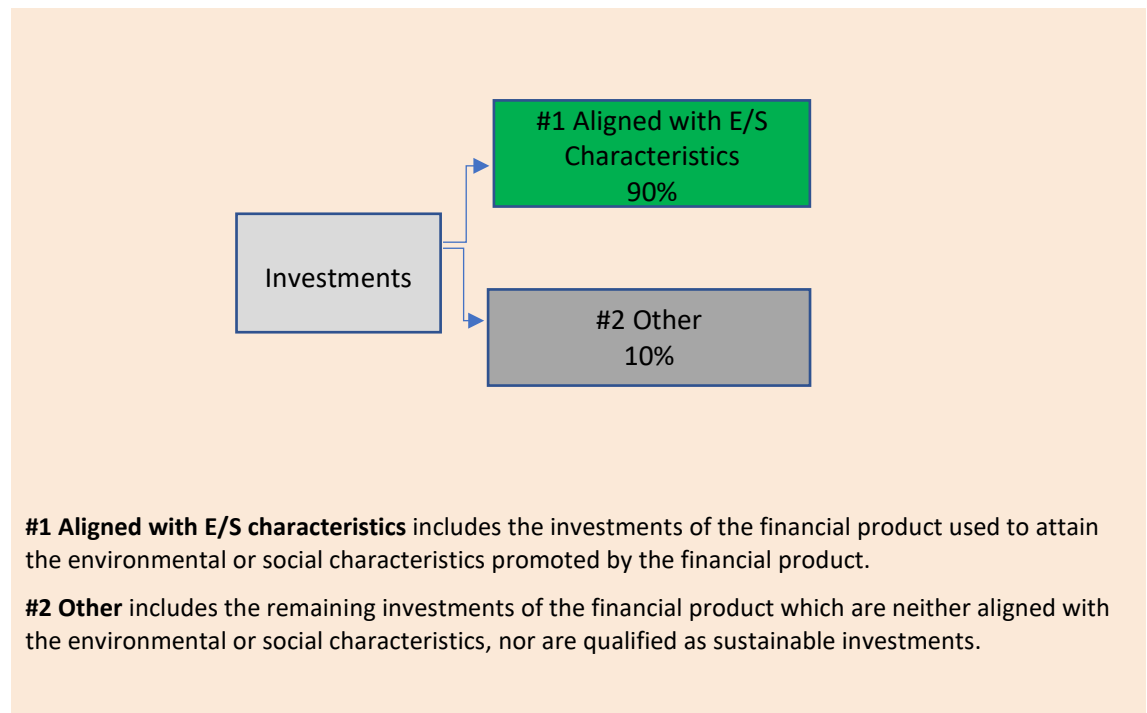 #1 Aligned with E/S
Characteristics
90%
Investments
#2 Other
10%
#1 Aligned with E/S characteristics includes the investments of the financial product used to attain
the environmental or social characteristics promoted by the financial product.
#2 Other includes the remaining investments of the financial product which are neither aligned with
the environmental or social characteristics, nor are qualified as sustainable investments.